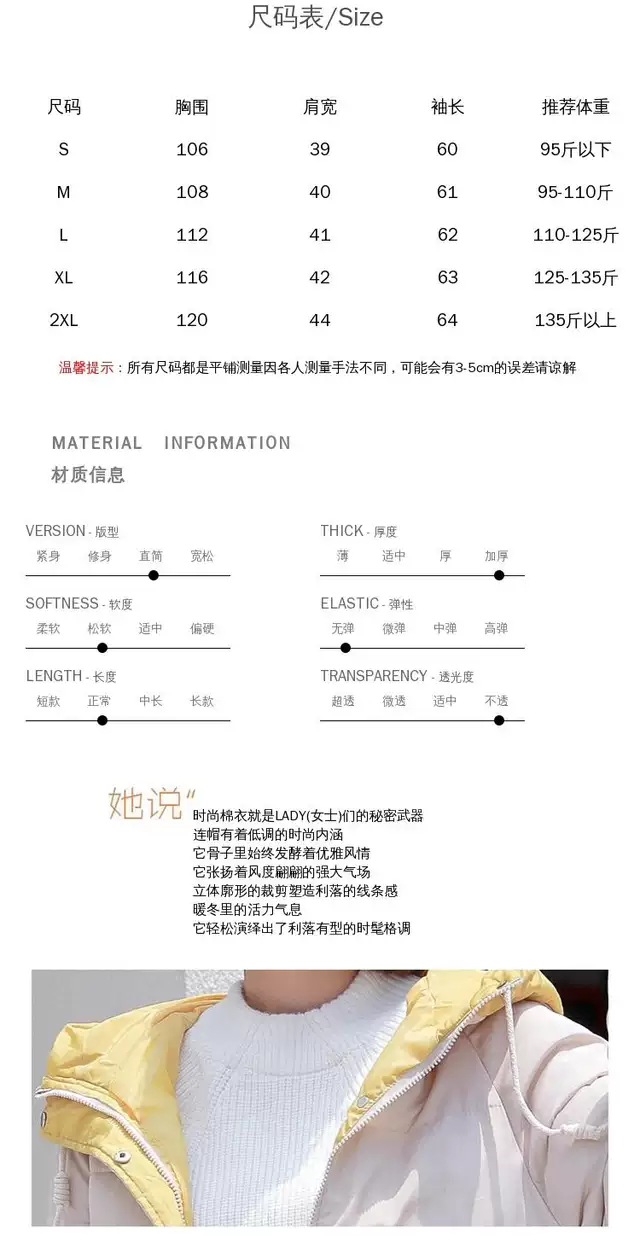 尺码表/Size
尺码 胸围 肩宽 袖长 推荐体重
S 106 39 60 95斤以下
M 108 40 61 95-110斤
L 112 41 62 110-125斤
XL 116 42 63 125-135斤
2XL 120 44 64 135斤以上
温馨提示：所有尺码都是平铺测量因各人测量手法不同，可能会有3-5cm的误差请谅解
MATERIAL INFORMATION
材质信息
VERSION - 版型
紧身 修身 直筒 宽松
THICK - 厚度
薄 适中 厚 加厚
SOFTNESS - 软度
柔软 松软 适中 偏硬
ELASTIC - 弹性
无弹 微弹 中弹 高弹
LENGTH - 长度
短款 正常 中长 长款
TRANSPARENCY - 透光度
超透 微透 适中 不透
她说“
时尚棉衣就是LADY(女士)们的秘密武器
连帽有着低调的时尚内涵
它骨子里始终发酵着优雅风情
它张扬着风度翩翩的强大气场
立体廓形的裁剪塑造利落的线条感
暖冬里的活力气息
它轻松演绎出了利落有型的时髦格调